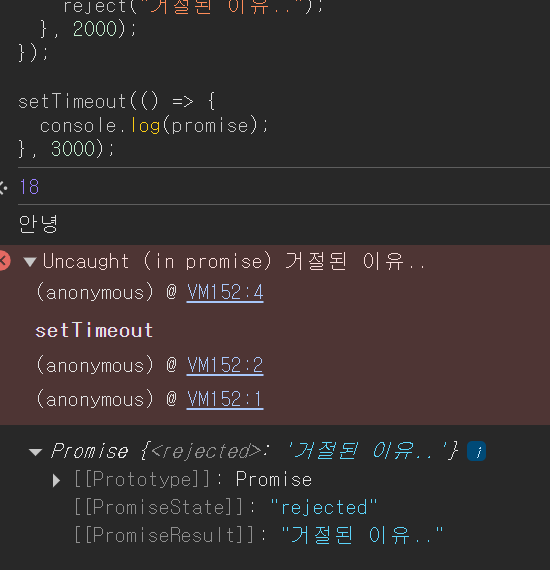 reject("거절된 이유..");
}, 2000);
});
setTimeout(() => {
console.log(promise);
}, 3000);
18
안녕
Uncaught (in promise) 거절된 이유..
(anonymous) @ VM152:4
setTimeout
(anonymous) @ VM152:2
(anonymous) @ VM152:1
Promise {<rejected>: '거절된 이유..'} i
[[Prototype]]: Promise
[[PromiseState]]: "rejected"
[[PromiseResult]]: "거절된 이유.."